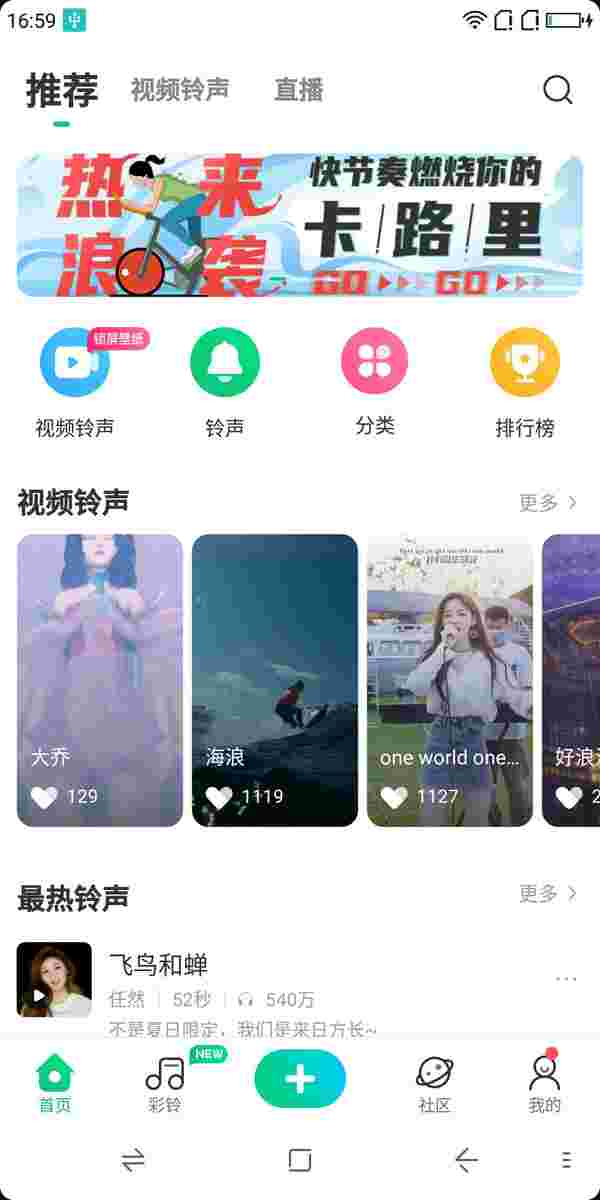 16:59
推荐 视频铃声 直播
热浪来袭
快节奏燃烧你的
卡/路/里
GO GO
锁屏壁纸
视频铃声 铃声 分类 排行榜
视频铃声 更多
大乔
129
海浪
1119
one world one...
1127
好浪
2
最热铃声 更多
飞鸟和蝉
任然 52秒 540万
不是夏日限定，我们是来日方长~
NEW
首页 彩铃 社区 我的